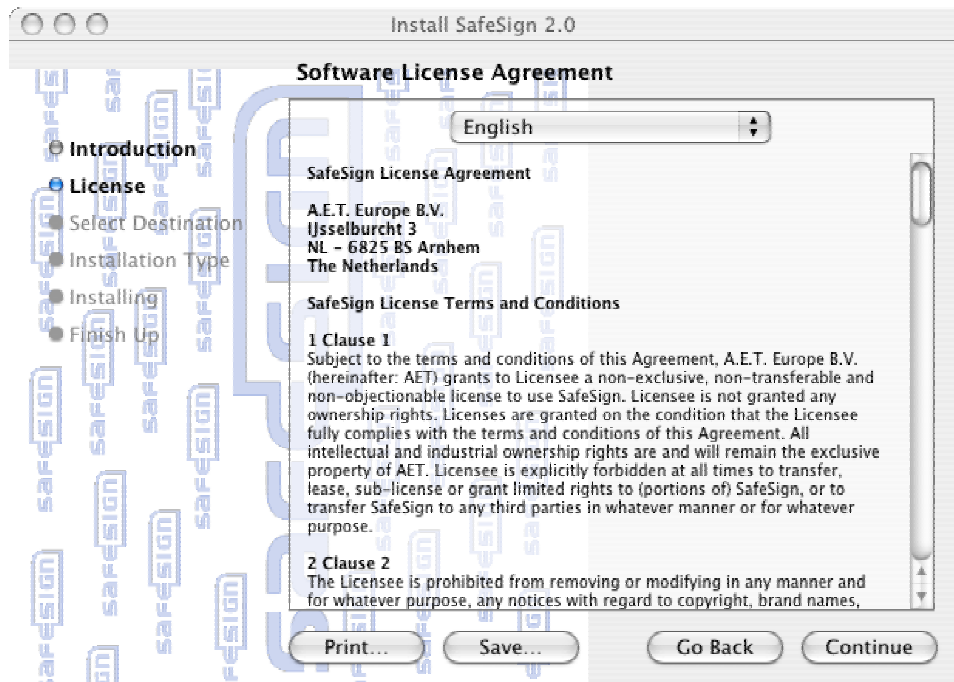 Install SafeSign 2.0
Software License Agreement
Introduction
License
Select Destination
Installation Type
Installing
Finish Up
English
SafeSign License Agreement
A.E.T. Europe B.V.
IJsselburcht 3
NL - 6825 BS Arnhem
The Netherlands
SafeSign License Terms and Conditions
1 Clause 1
Subject to the terms and conditions of this Agreement, A.E.T. Europe B.V.
(hereinafter: AET) grants to Licensee a non-exclusive, non-transferable and
non-objectionable license to use SafeSign. Licensee is not granted any
ownership rights. Licenses are granted on the condition that the Licensee
fully complies with the terms and conditions of this Agreement. All
intellectual and industrial ownership rights are and will remain the exclusive
property of AET. Licensee is explicitly forbidden at all times to transfer,
lease, sub-license or grant limited rights to (portions of) SafeSign, or to
transfer SafeSign to any third parties in whatever manner or for whatever
purpose.
2 Clause 2
The Licensee is prohibited from removing or modifying in any manner and
for whatever purpose, any notices with regard to copyright, brand names,
Print...
Save...
Go Back
Continue